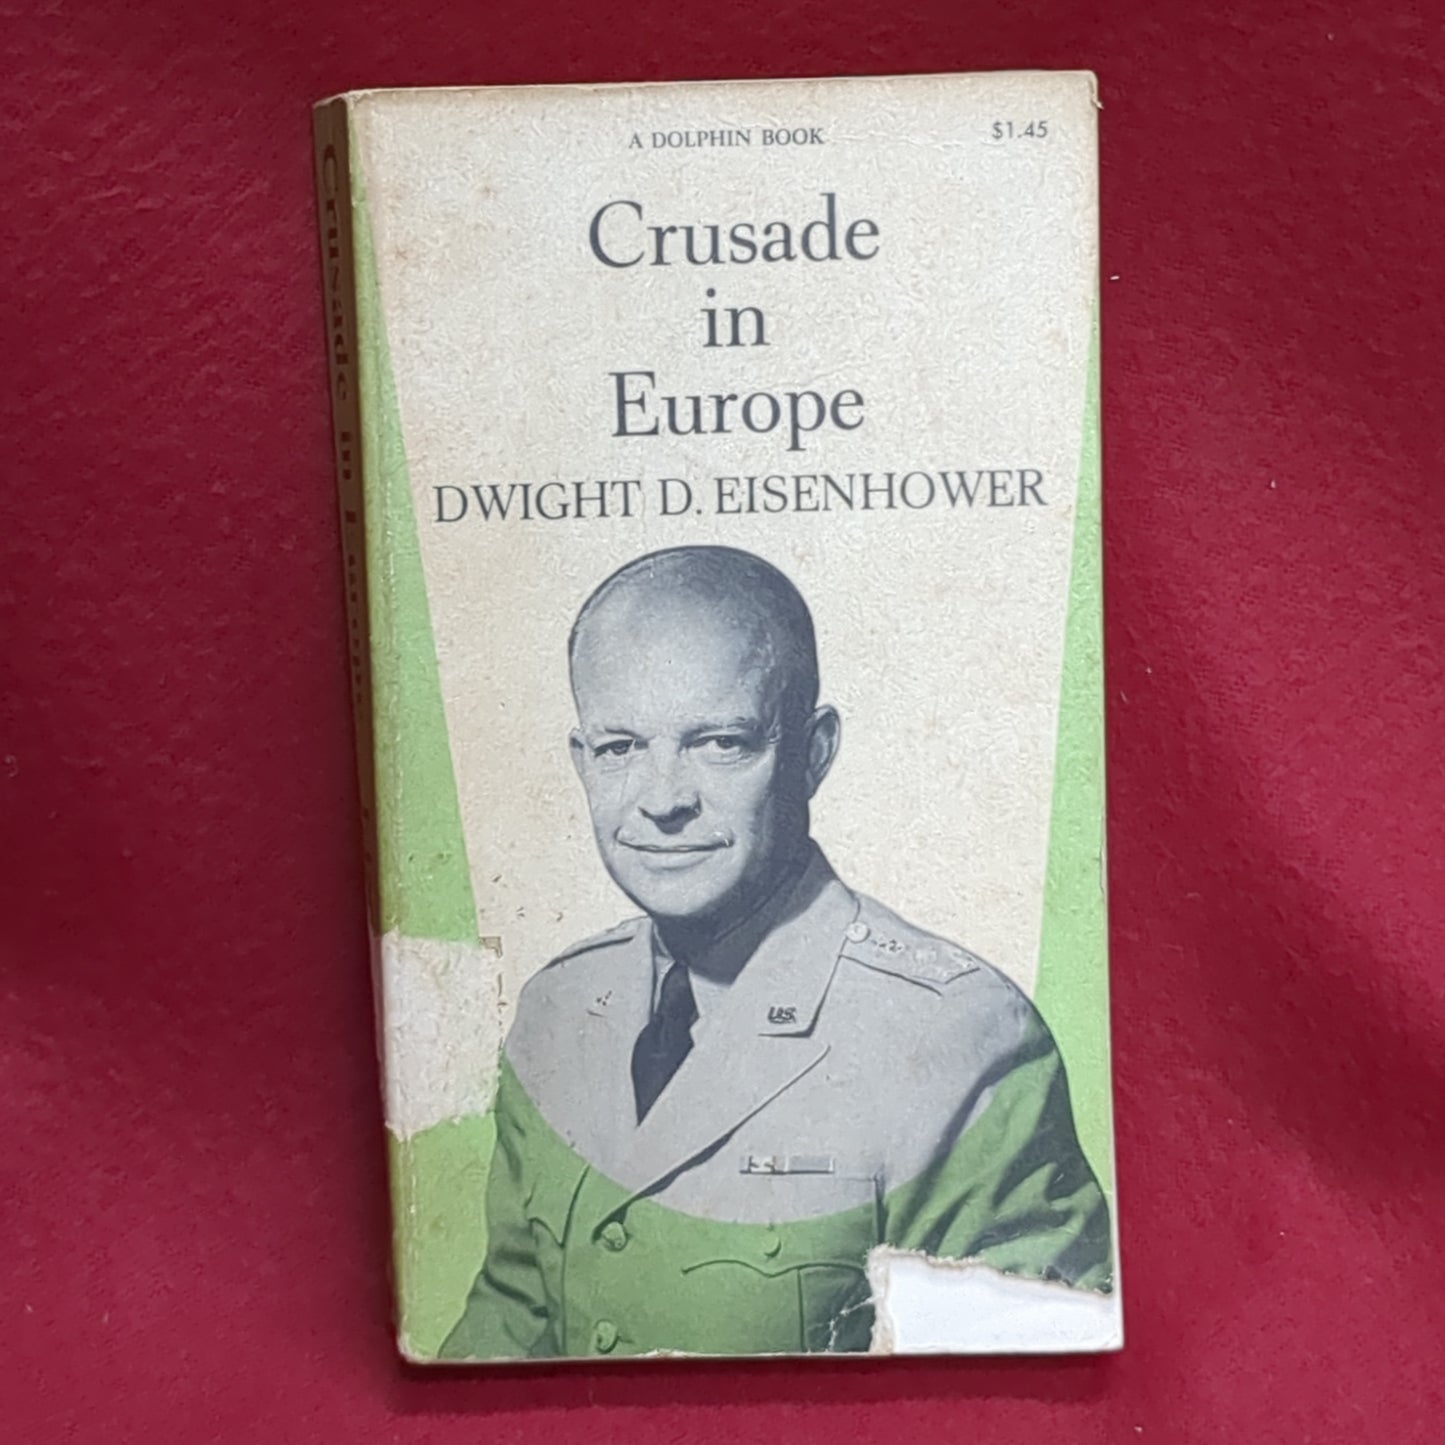 A DOLPHIN BOOK
$1.45
Crusade
in
Europe
DWIGHT D. EISENHOWER
U.S.
Crusade in Europe